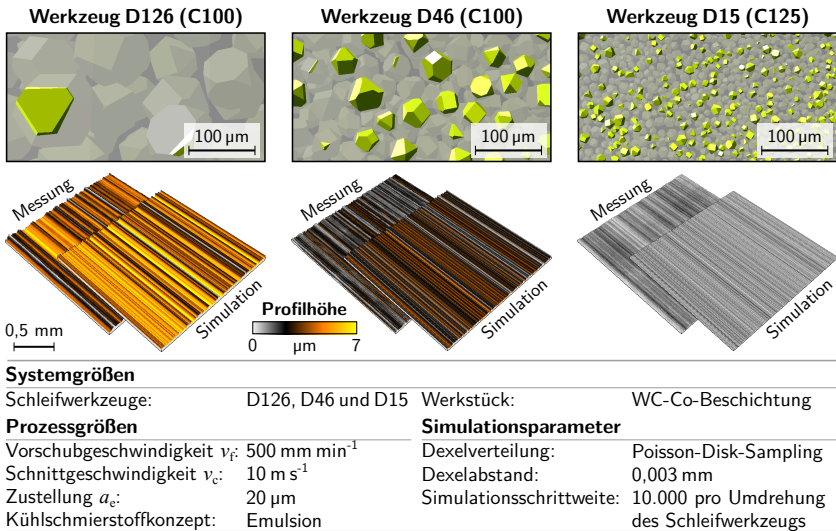 Werkzeug D126 (C100)
Werkzeug D46 (C100)
Werkzeug D15 (C125)
100 µm
100 µm
100 µm
Messung
Simulation
Messung
Simulation
Messung
Simulation
0,5 mm
Profilhöhe
0 µm 7
Systemgrößen
Schleifwerkzeuge: D126, D46 und D15 Werkstück: WC-Co-Beschichtung
Prozessgrößen
Vorschubgeschwindigkeit v_f: 500 mm min⁻¹
Schnittgeschwindigkeit v_c: 10 m s⁻¹
Zustellung a_e: 20 µm
Kühlschmierstoffkonzept: Emulsion
Simulationsparameter
Dexelverteilung: Poisson-Disk-Sampling
Dexelabstand: 0,003 mm
Simulationsschrittweite: 10.000 pro Umdrehung
des Schleifwerkzeugs